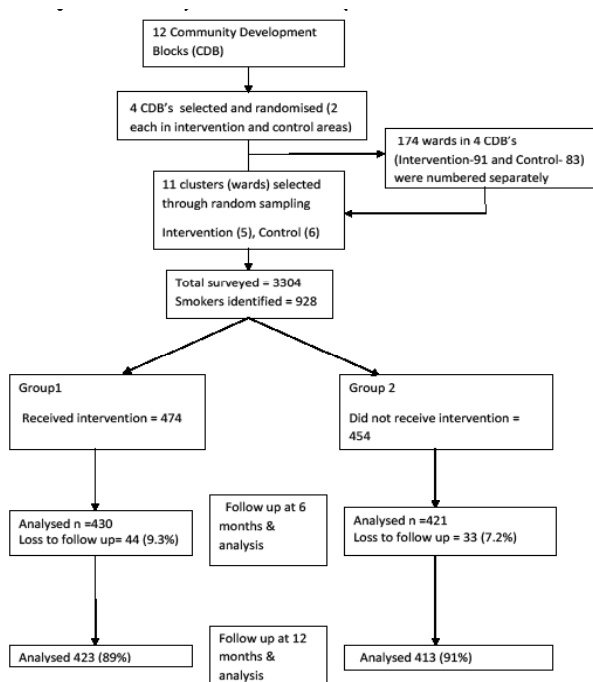 12 Community Development
Blocks (CDB)
4 CDB's selected and randomised (2
each in intervention and control areas)
174 wards in 4 CDB's
(Intervention-91 and Control- 83)
were numbered separately
11 clusters (wards) selected
through random sampling
Intervention (5), Control (6)
Total surveyed = 3304
Smokers identified = 928
Group1
Received intervention = 474
Group 2
Did not receive intervention =
454
Analysed n =430
Loss to follow up= 44 (9.3%)
Follow up at 6
months &
analysis
Analysed n =421
Loss to follow up = 33 (7.2%)
Analysed 423 (89%)
Follow up at 12
months &
analysis
Analysed 413 (91%)